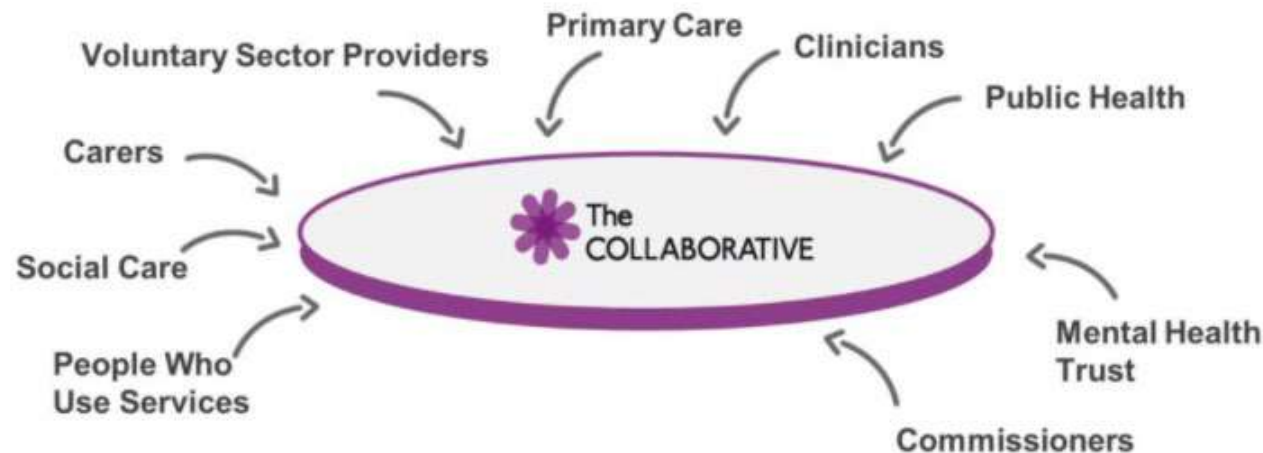 Primary Care
Voluntary Sector Providers
Clinicians
Public Health
Carers
The
COLLABORATIVE
Social Care
People Who
Use Services
Mental Health
Trust
Commissioners